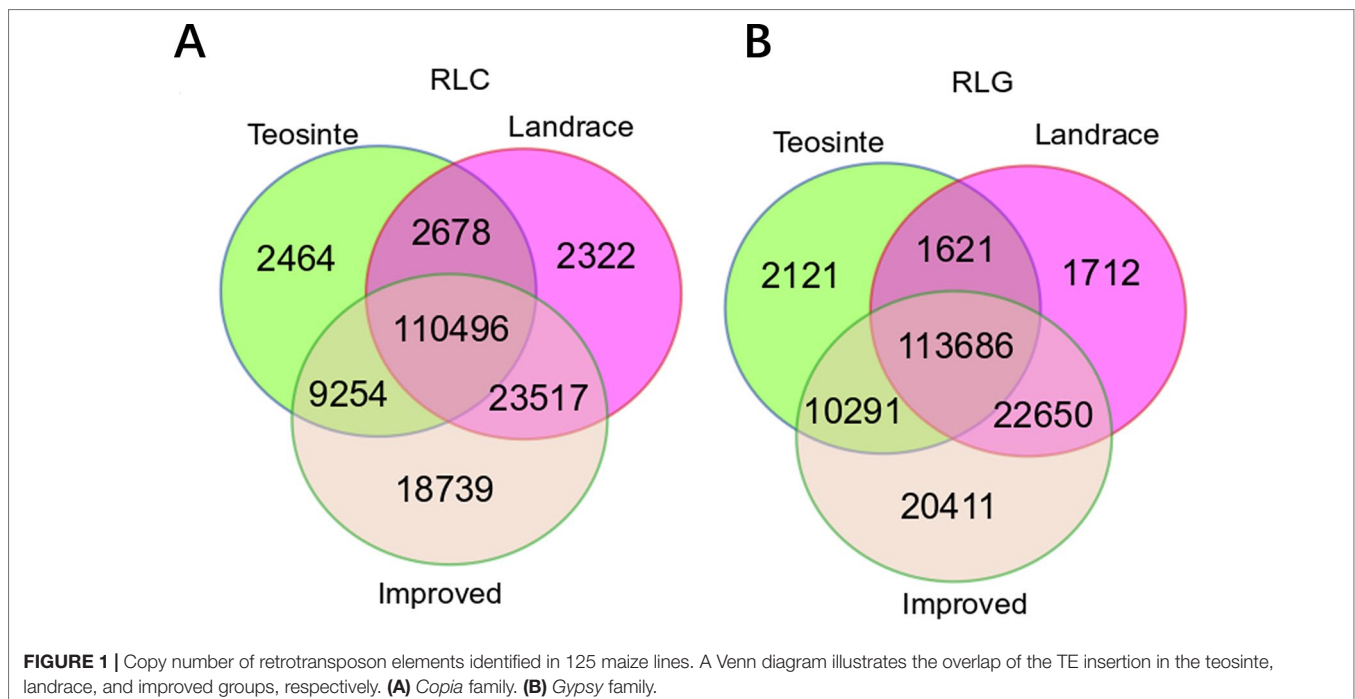 A
B
RLC
RLG
Teosinte
Landrace
Teosinte
Landrace
2464
2678
2322
110496
9254
23517
18739
Improved
2121
1621
1712
113686
10291
22650
20411
Improved
FIGURE 1 | Copy number of retrotransposon elements identified in 125 maize lines. A Venn diagram illustrates the overlap of the TE insertion in the teosinte,
landrace, and improved groups, respectively. (A) Copia family. (B) Gypsy family.